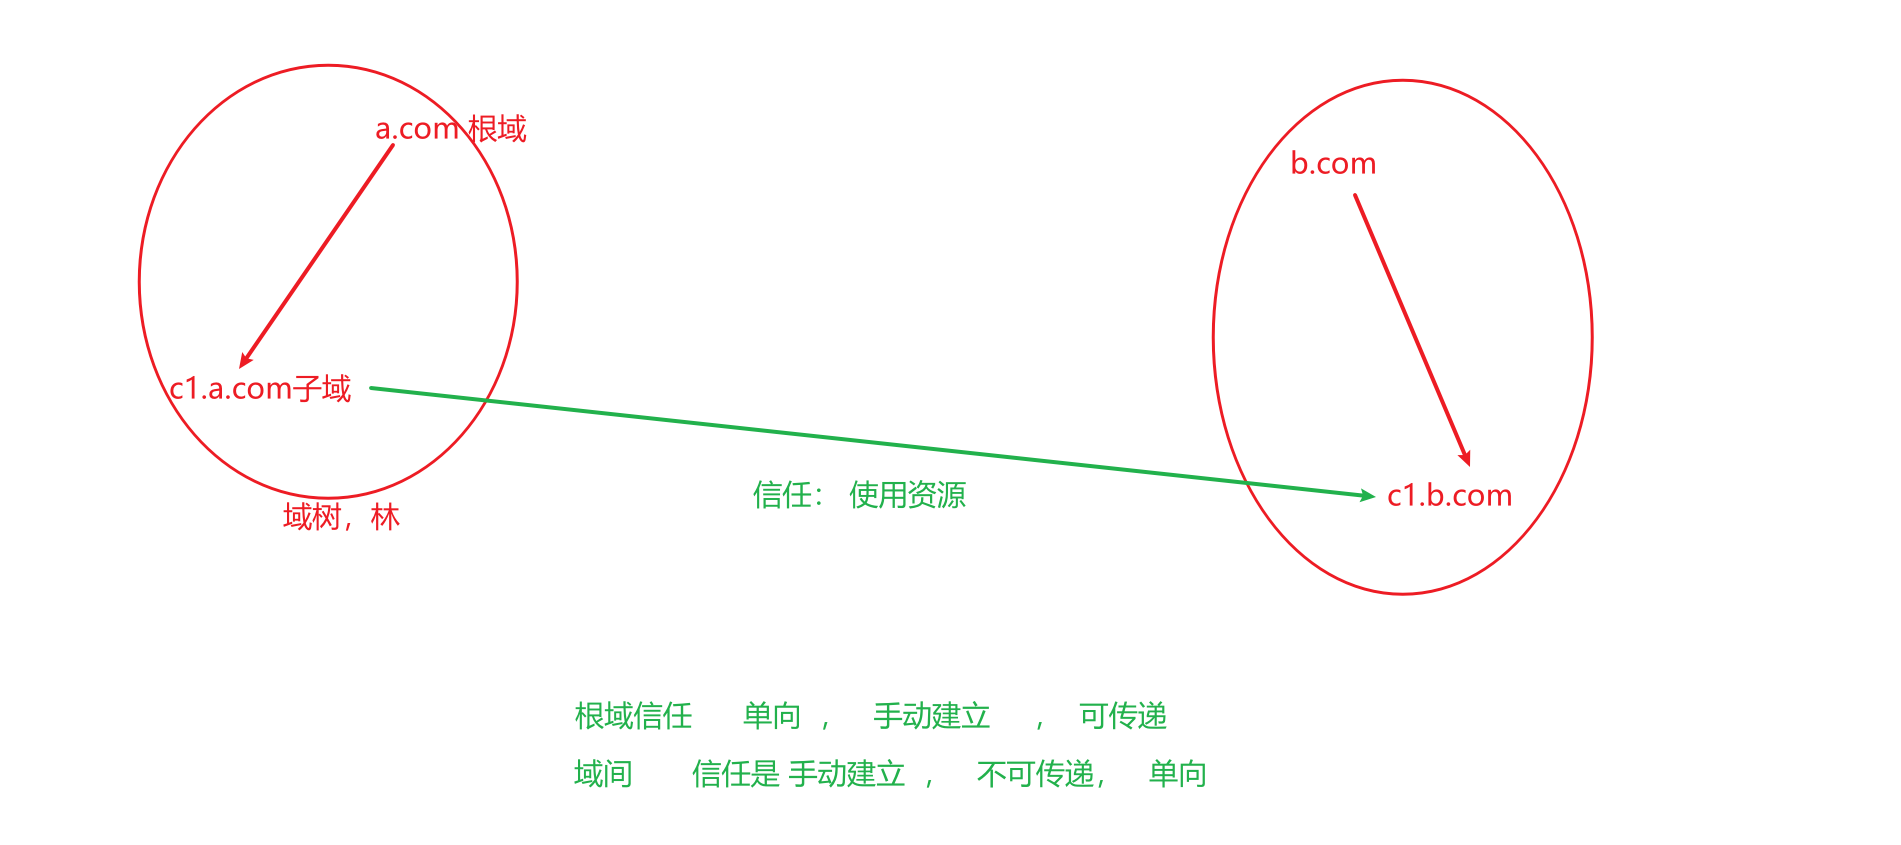 a.com 根域
b.com
c1.a.com子域
信任： 使用资源
c1.b.com
域树，林
根域信任 单向 ， 手动建立 ， 可传递
域间 信任是 手动建立 ， 不可传递， 单向